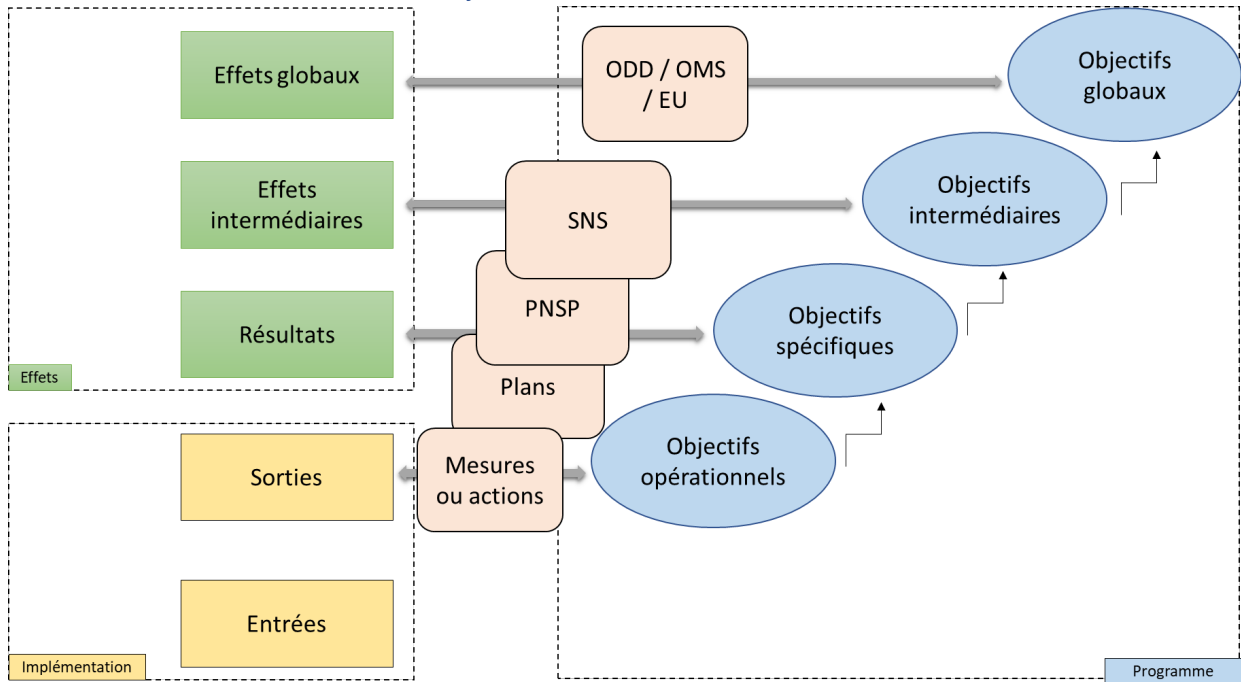 Effets globaux
ODD / OMS
/ EU
Objectifs
globaux
Effets
intermédiaires
SNS
Objectifs
intermédiaires
Résultats
PNSP
Objectifs
spécifiques
Effets
Plans
Sorties
Mesures
ou actions
Objectifs
opérationnels
Entrées
Implémentation
Programme